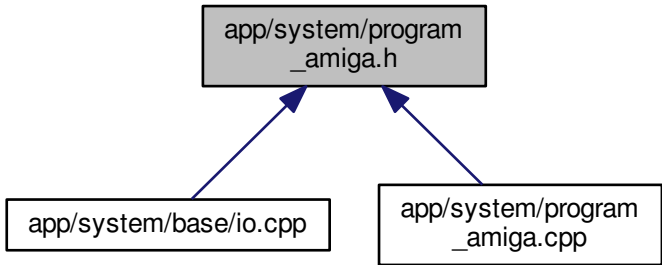 app/system/program
_amiga.h
app/system/base/io.cpp
app/system/program
_amiga.cpp